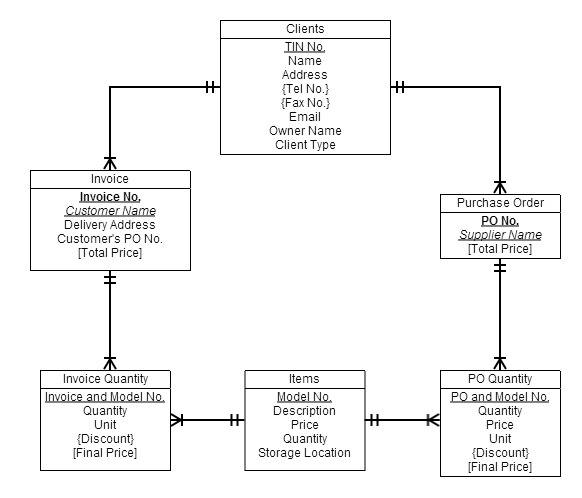 Clients
TIN No.
Name
Address
{Tel No.}
{Fax No.}
Email
Owner Name
Client Type
Invoice
Invoice No.
Customer Name
Delivery Address
Customer's PO No.
[Total Price]
Purchase Order
PO No.
Supplier Name
[Total Price]
Invoice Quantity
Invoice and Model No.
Quantity
Unit
{Discount}
[Final Price]
Items
Model No.
Description
Price
Quantity
Storage Location
PO Quantity
PO and Model No.
Quantity
Price
Unit
{Discount}
[Final Price]